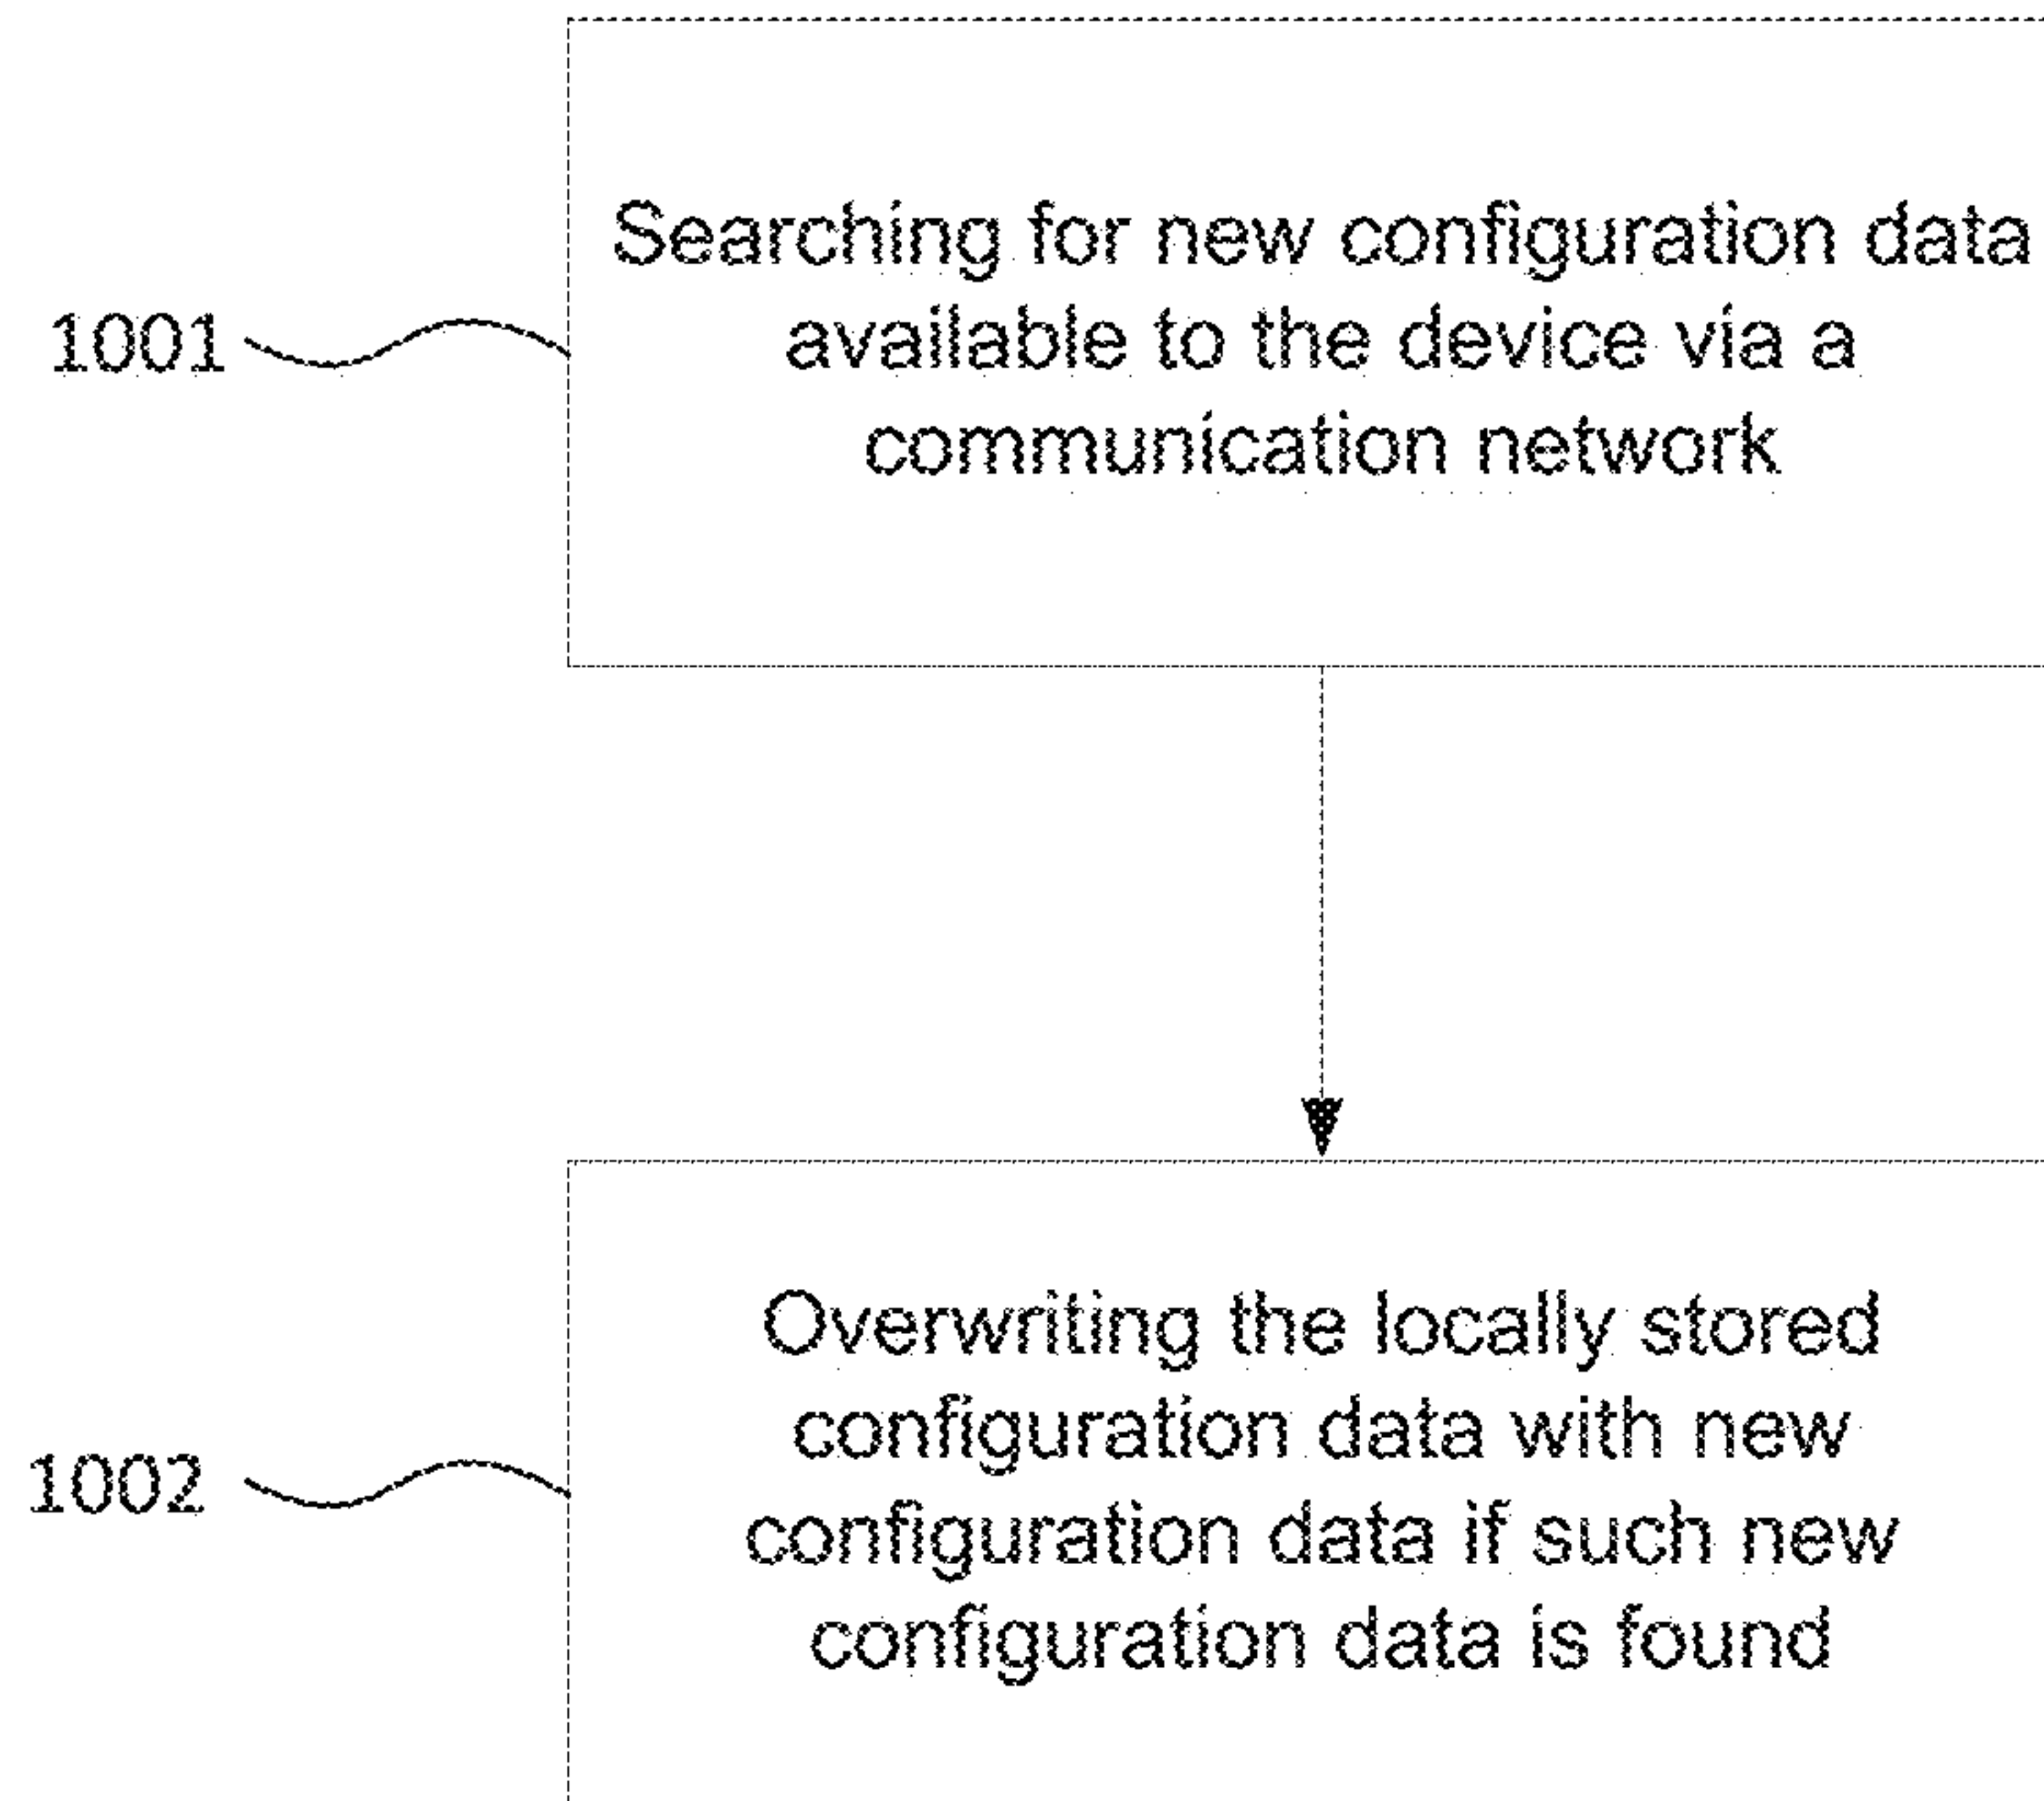 Searching for new configuration data
available to the device via a
communication network
1001
Overwriting the locally stored
configuration data with new
configuration data if such new
configuration data is found
1002